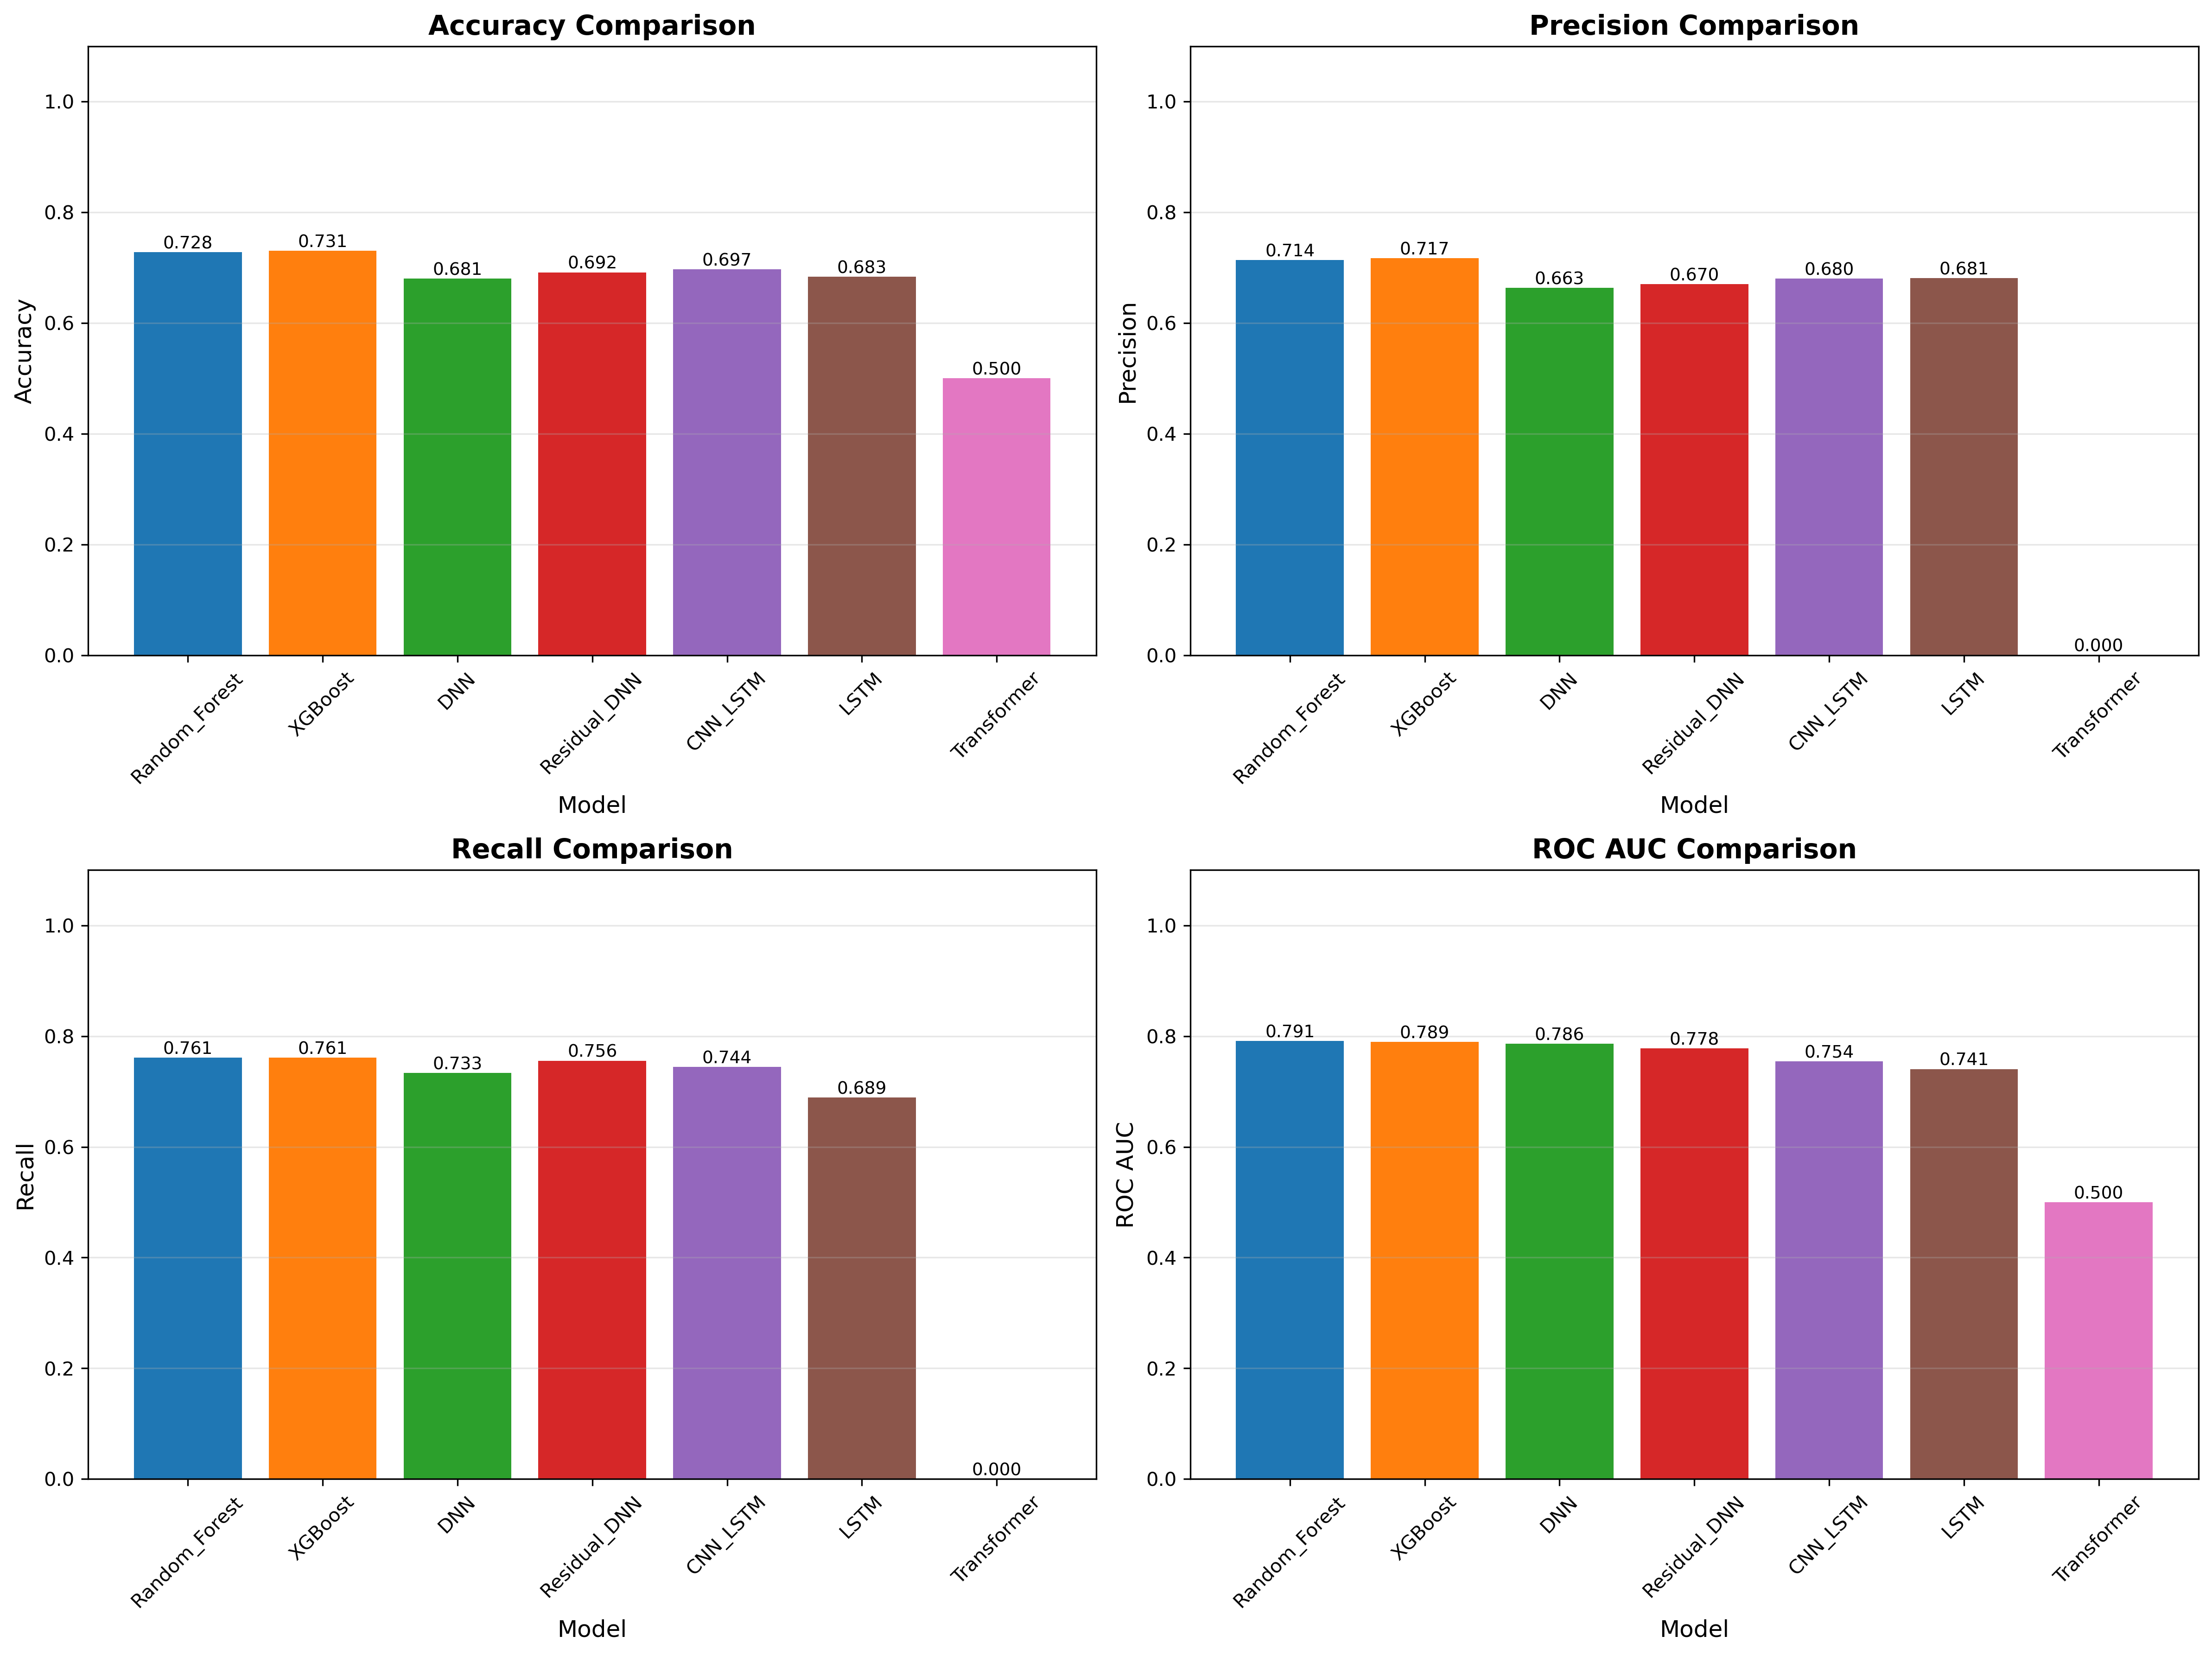 Accuracy Comparison
Accuracy
1.0
0.8
0.6
0.4
0.2
0.0
0.728
0.731
0.681
0.692
0.697
0.683
0.500
Random_Forest
XGBoost
DNN
Residual_DNN
CNN_LSTM
LSTM
Transformer
Model
Precision Comparison
Precision
1.0
0.8
0.6
0.4
0.2
0.0
0.714
0.717
0.663
0.670
0.680
0.681
0.000
Random_Forest
XGBoost
DNN
Residual_DNN
CNN_LSTM
LSTM
Transformer
Model
Recall Comparison
Recall
1.0
0.8
0.6
0.4
0.2
0.0
0.761
0.761
0.733
0.756
0.744
0.689
0.000
Random_Forest
XGBoost
DNN
Residual_DNN
CNN_LSTM
LSTM
Transformer
Model
ROC AUC Comparison
ROC AUC
1.0
0.8
0.6
0.4
0.2
0.0
0.791
0.789
0.786
0.778
0.754
0.741
0.500
Random_Forest
XGBoost
DNN
Residual_DNN
CNN_LSTM
LSTM
Transformer
Model